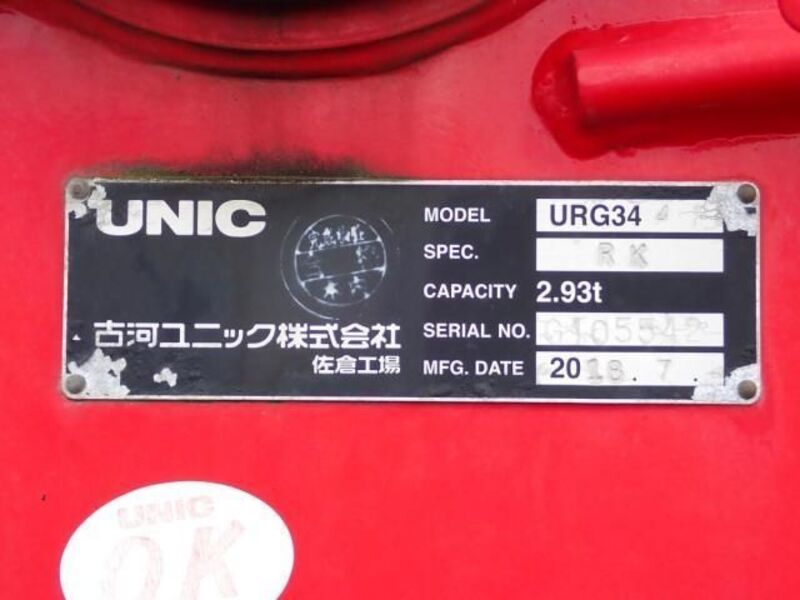 UNIC
古河ユニック株式会社
佐倉工場
MODEL URG34
SPEC. RK
CAPACITY 2.93t
SERIAL NO. G405542
MFG. DATE 2018.7.
UNIC
OK